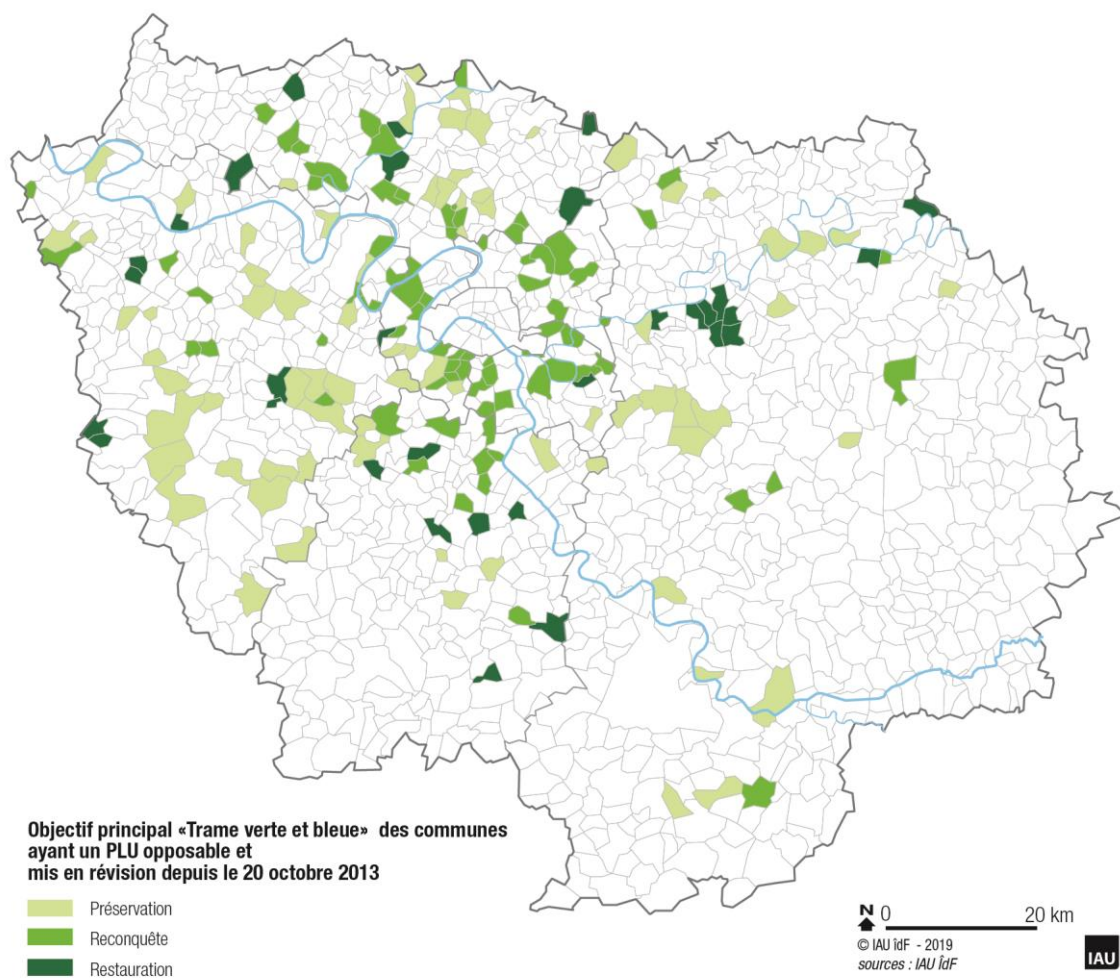 Objectif principal «Trame verte et bleue» des communes
ayant un PLU opposable et
mis en révision depuis le 20 octobre 2013
Préservation
Reconquête
Restauration
N 0 20 km
© IAU îdF - 2019
sources : IAU ÎdF
IAU